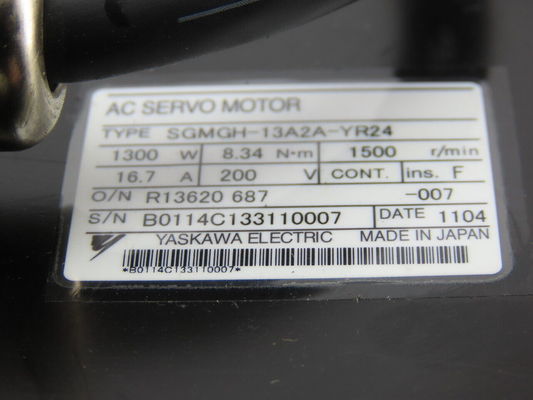 AC SERVO MOTOR
TYPE SGMGH-13A2A-YR24
1300 W 8.34 N·m 1500 r/min
16.7 A 200 V CONT. ins. F
O/N R13620 687 -007
S/N B0114C133110007 DATE 1104
YASKAWA ELECTRIC MADE IN JAPAN
*B0114C133110007*